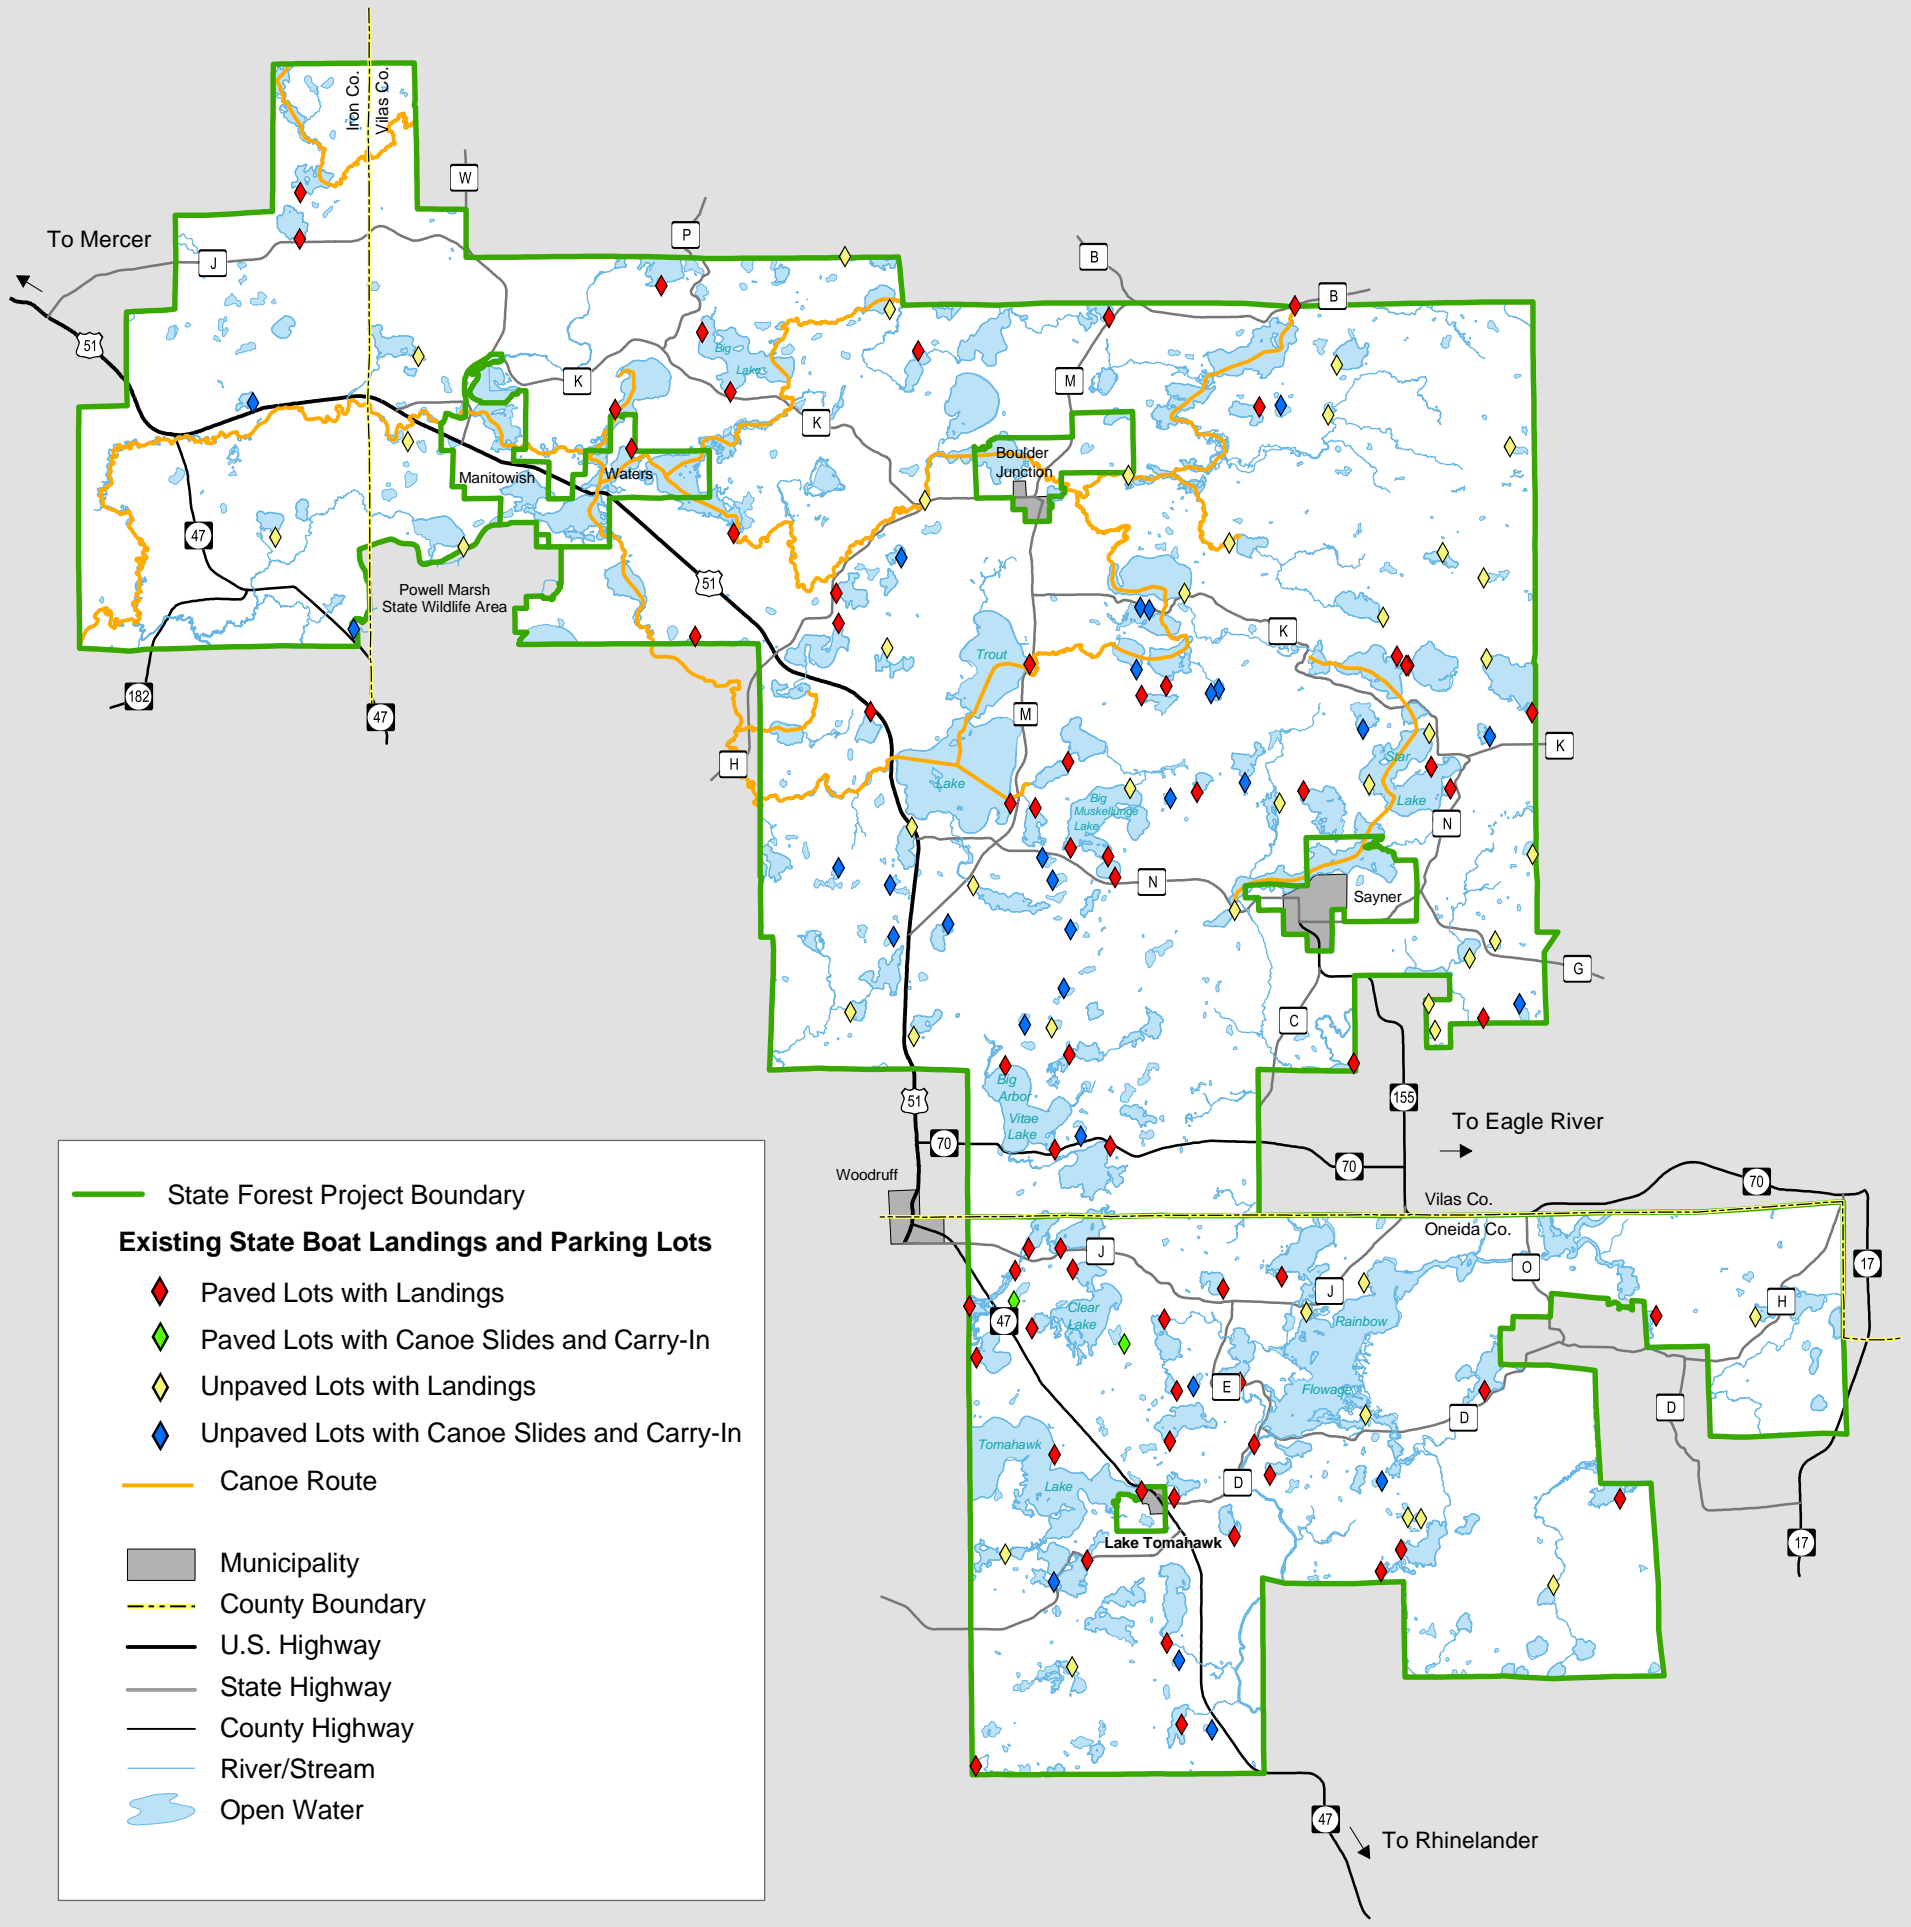 Iron Co.
Vilas Co.
W
To Mercer
J
P
B
B
51
Big
Lake
K
M
K
Boulder
Junction
Manitowish
Waters
47
51
Powell Marsh
State Wildlife Area
K
Trout
182
47
M
H
K
Star
Lake
Lake
Big
Muskellunge
Lake
N
N
Sayner
G
C
Big
Arbor
Vitae
Lake
51
155
To Eagle River
70
70
Woodruff
70
Vilas Co.
Oneida Co.
J
O
17
J
H
Clear
Lake
47
Rainbow
Flowage
E
D
D
Tomahawk
Lake
D
Lake Tomahawk
17
47
To Rhinelander
State Forest Project Boundary
Existing State Boat Landings and Parking Lots
Paved Lots with Landings
Paved Lots with Canoe Slides and Carry-In
Unpaved Lots with Landings
Unpaved Lots with Canoe Slides and Carry-In
Canoe Route
Municipality
County Boundary
U.S. Highway
State Highway
County Highway
River/Stream
Open Water